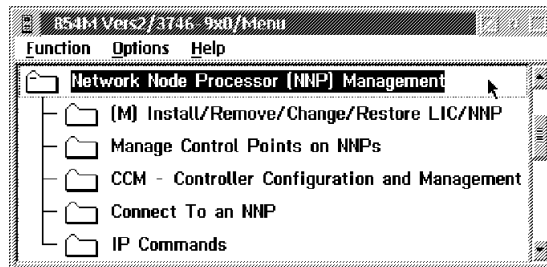 854M Vers2/3746-9x0/Menu
Function Options Help
Network Node Processor (NNP) Management
(M) Install/Remove/Change/Restore LIC/NNP
Manage Control Points on NNPs
CCM - Controller Configuration and Management
Connect To an NNP
IP Commands